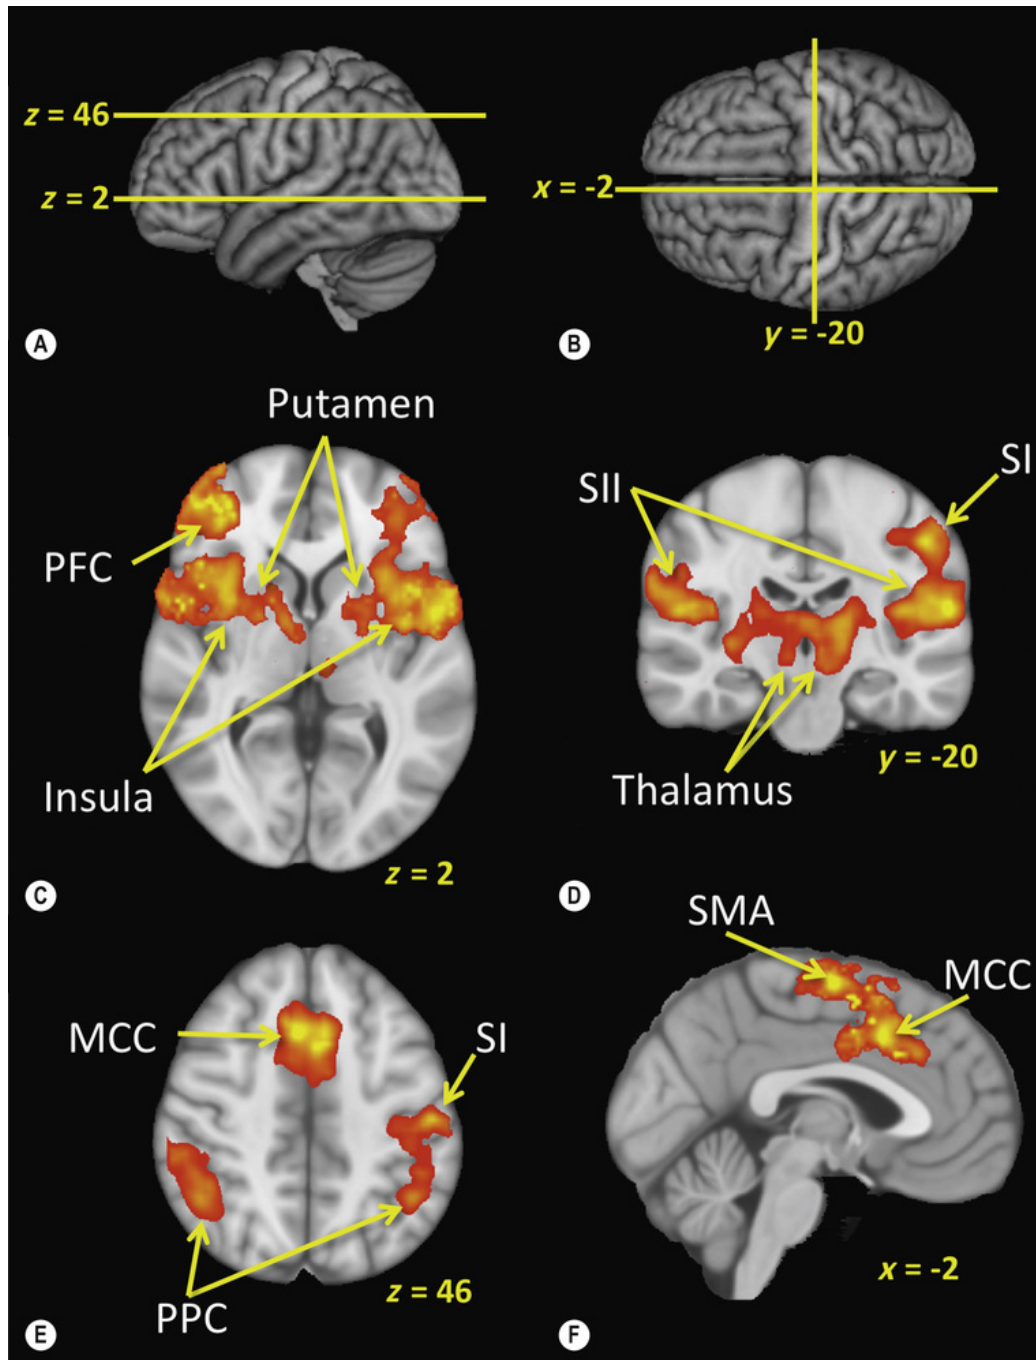 z = 46
z = 2
A
x = -2
y = -20
B
Putamen
PFC
Insula
z = 2
C
SII
SI
Thalamus
y = -20
D
MCC
SI
PPC
z = 46
E
SMA
MCC
x = -2
F